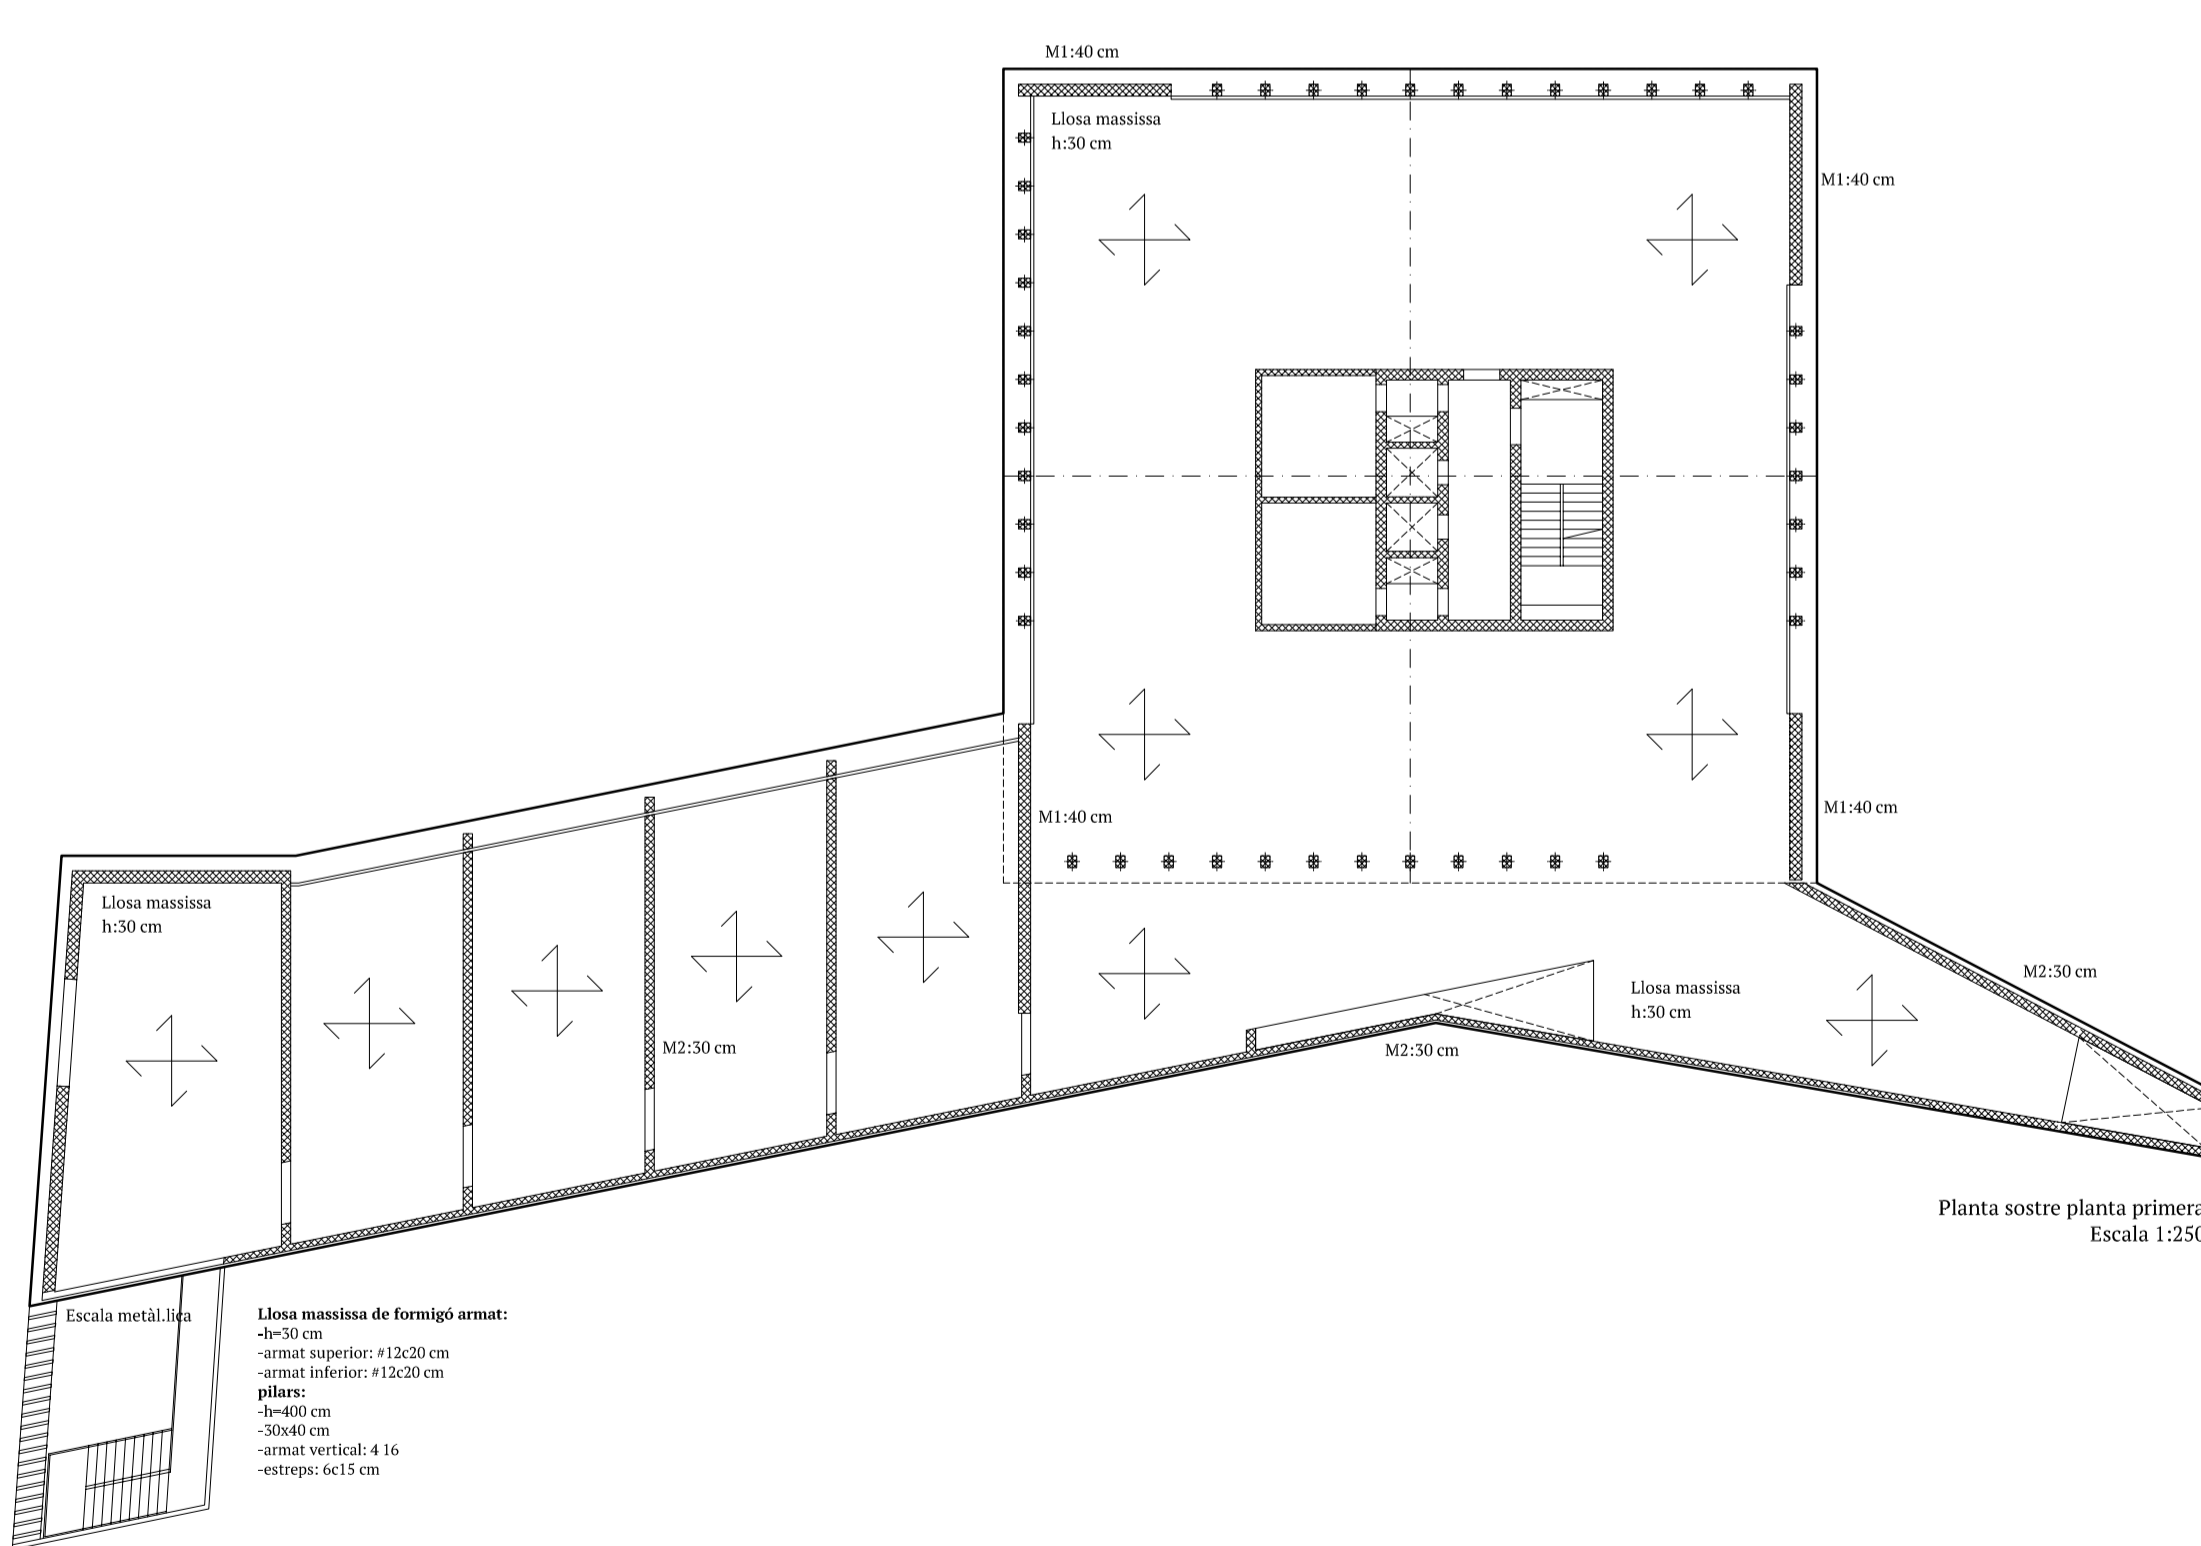 M1:40 cm
Llosa massissa
h:30 cm
M1:40 cm
M1:40 cm
M1:40 cm
Llosa massissa
h:30 cm
M2:30 cm
Llosa massissa
h:30 cm
M2:30 cm
M2:30 cm
Planta sostre planta primera
Escala 1:250
Escala metàl.lica
Llosa massissa de formigó armat:
-h=30 cm
-armat superior: #12c20 cm
-armat inferior: #12c20 cm
pilars:
-h=400 cm
-30x40 cm
-armat vertical: 4 16
-estreps: 6c15 cm